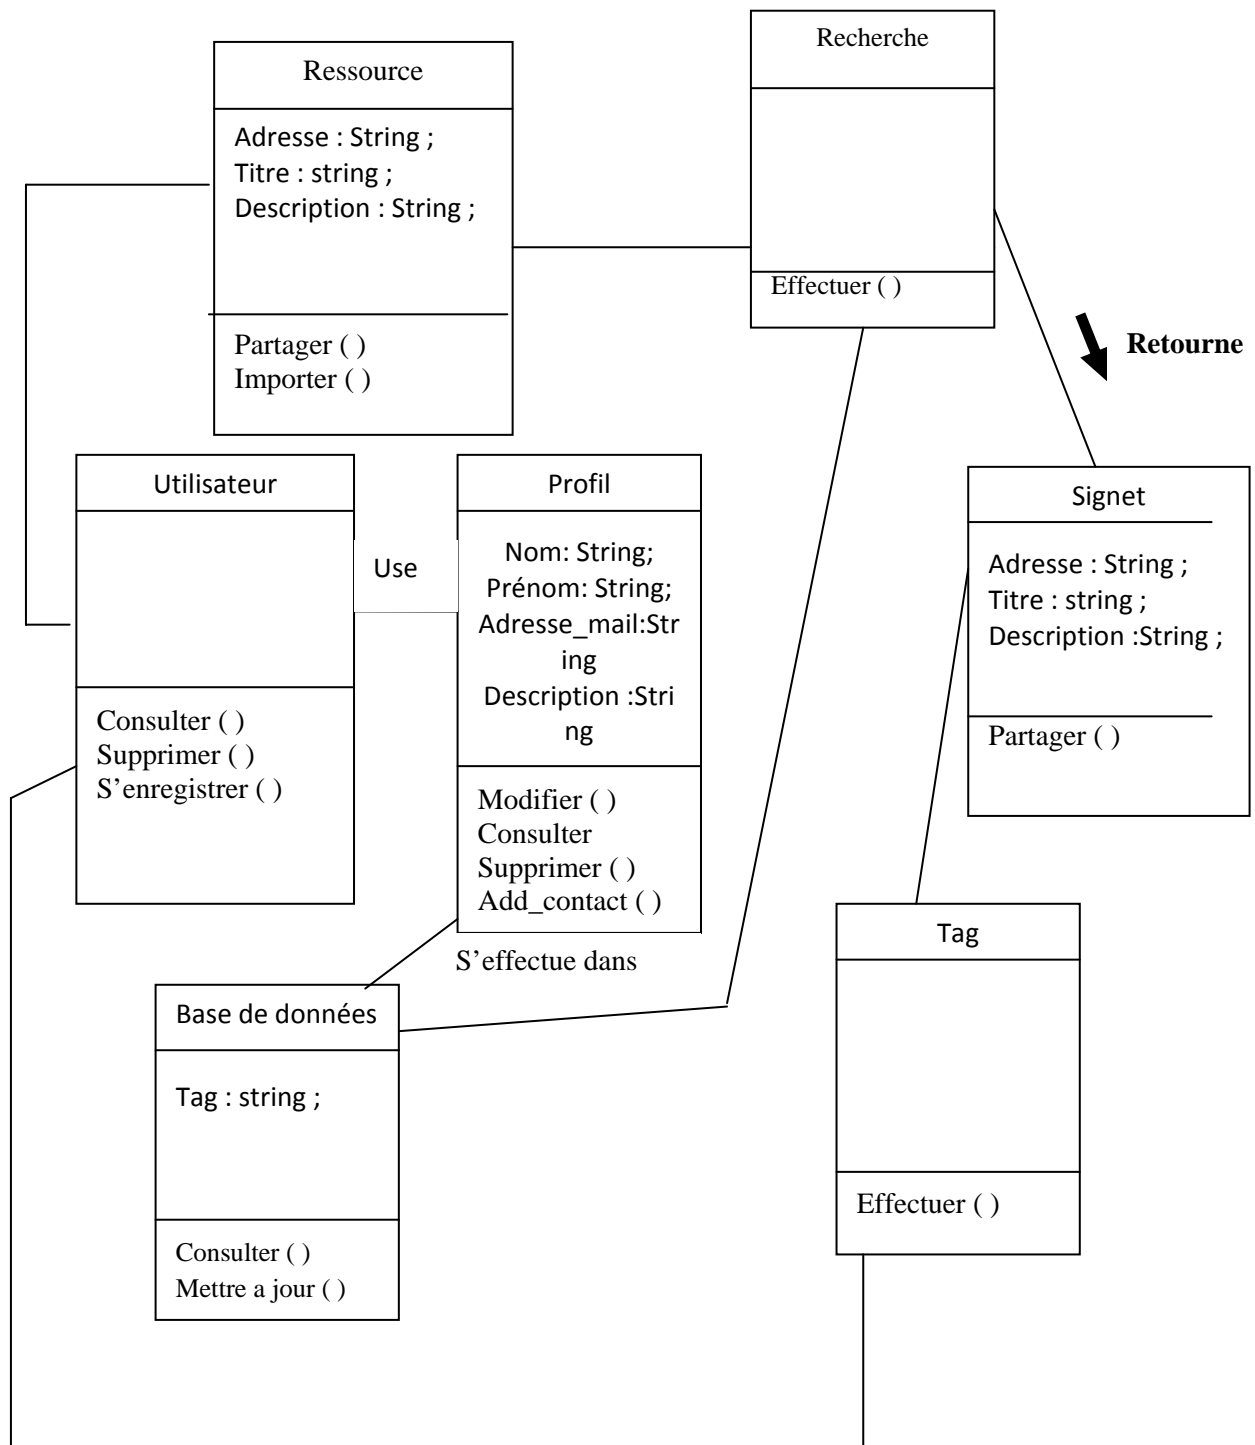 Recherche
Effectuer ( )
Ressource
Adresse : String ;
Titre : string ;
Description : String ;
Partager ( )
Importer ( )
Retourne
Utilisateur
Consulter ( )
Supprimer ( )
S’enregistrer ( )
Use
Profil
Nom: String;
Prénom: String;
Adresse_mail:Str
ing
Description :Stri
ng
Modifier ( )
Consulter
Supprimer ( )
Add_contact ( )
Signet
Adresse : String ;
Titre : string ;
Description :String ;
Partager ( )
S’effectue dans
Base de données
Tag : string ;
Consulter ( )
Mettre a jour ( )
Tag
Effectuer ( )